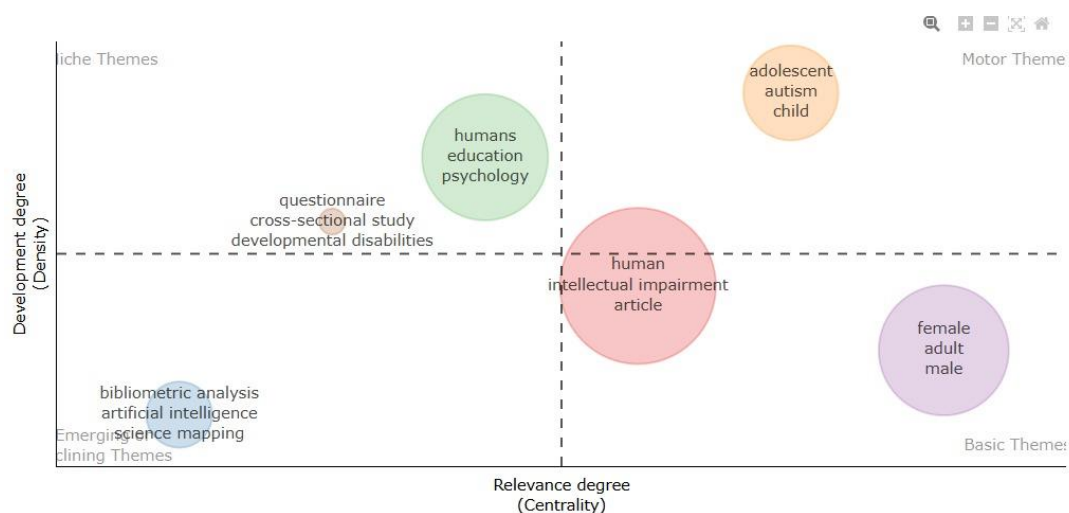 liche Themes
Motor Theme
adolescent
autism
child
humans
education
psychology
questionnaire
cross-sectional study
developmental disabilities
human
intellectual impairment
article
female
adult
male
bibliometric analysis
artificial intelligence
science mapping
Emerging or
clining Themes
Basic Themes
Development degree
(Density)
Relevance degree
(Centrality)